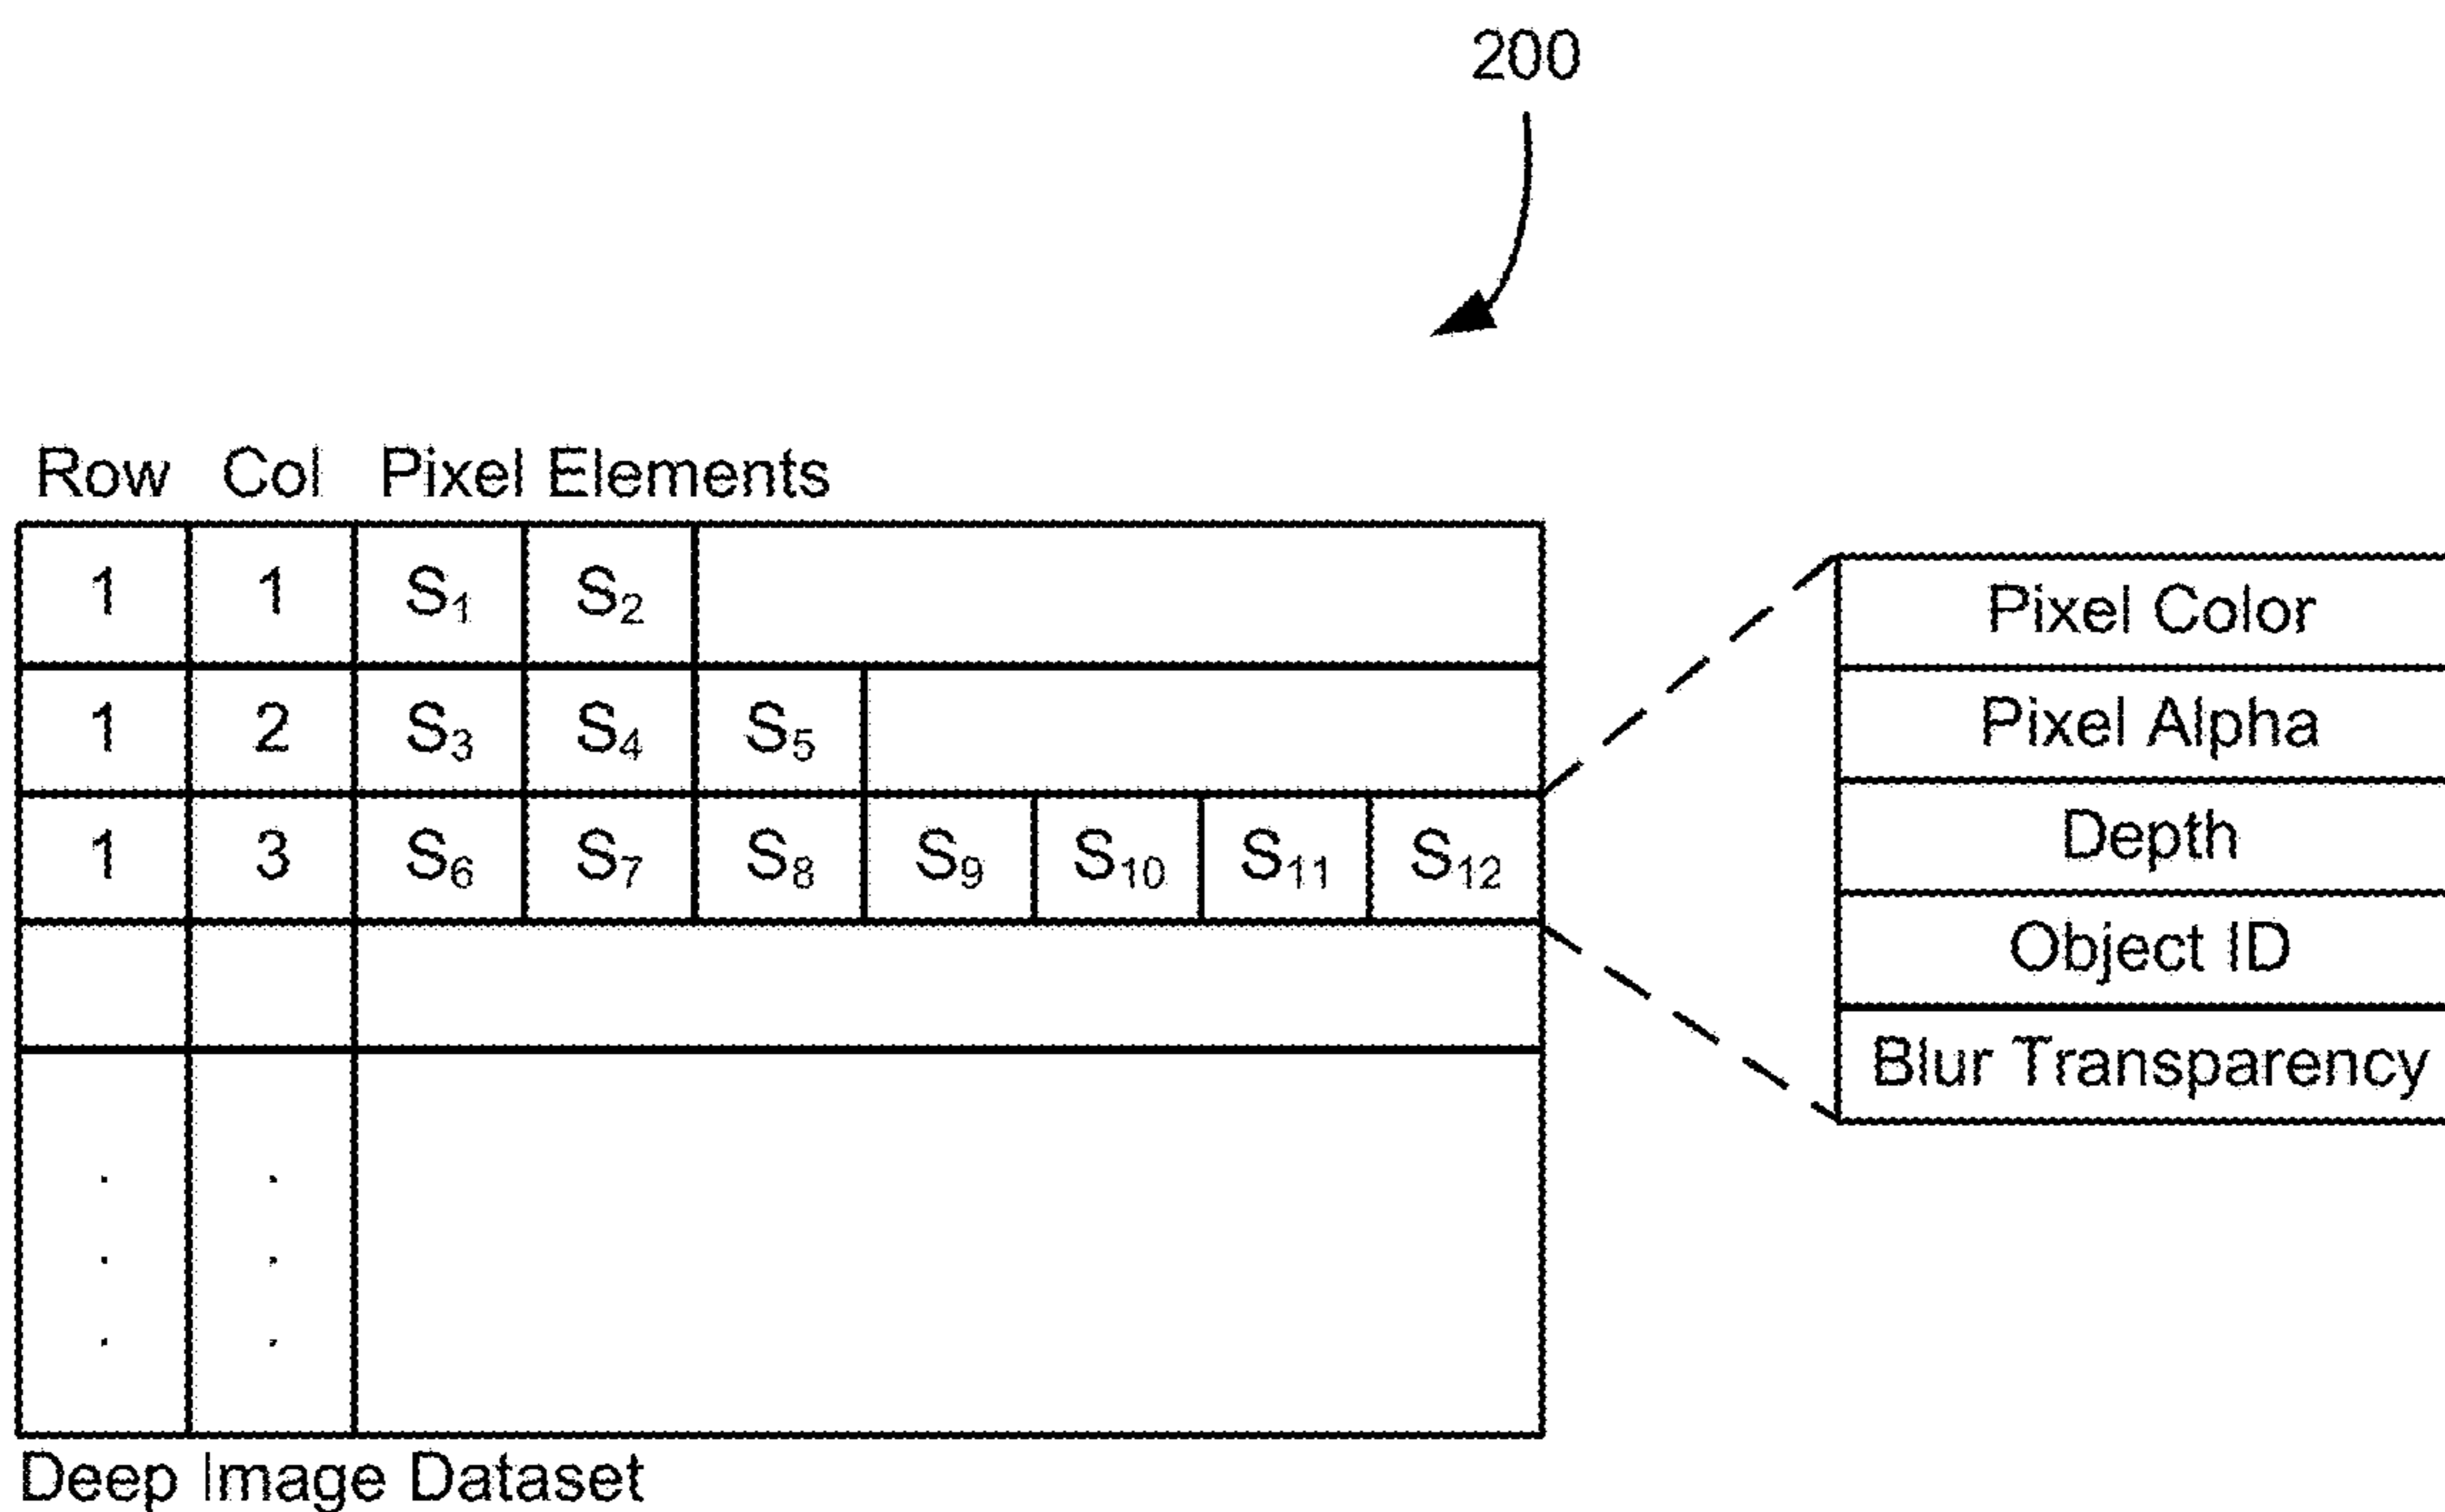 200
Row Col Pixel Elements
1 1 S₁ S₂
1 2 S₃ S₄ S₅
1 3 S₆ S₇ S₈ S₉ S₁₀ S₁₁ S₁₂
Pixel Color
Pixel Alpha
Depth
Object ID
Blur Transparency
Deep Image Dataset